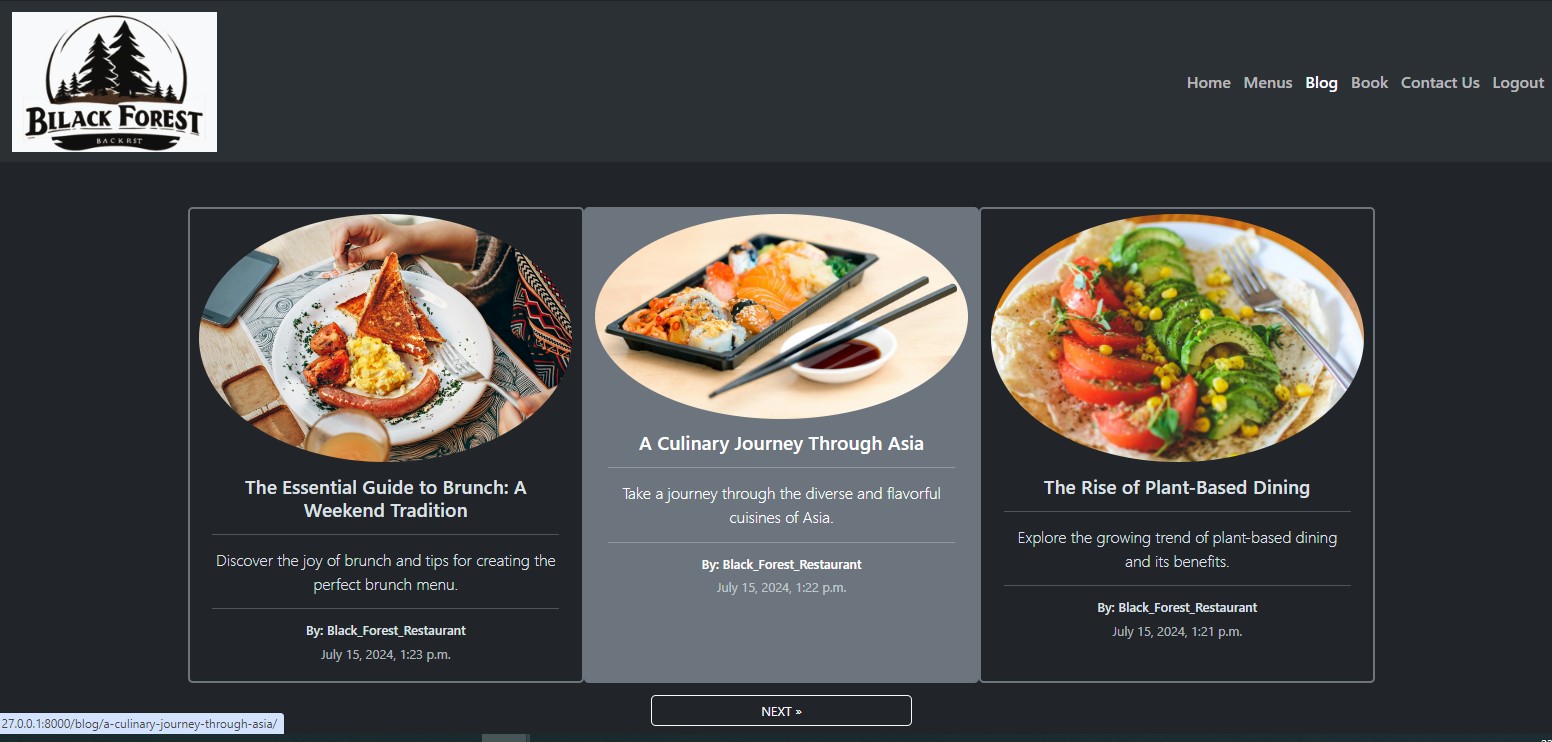 BILACK FOREST
BACKRST
Home Menus Blog Book Contact Us Logout
The Essential Guide to Brunch: A
Weekend Tradition
Discover the joy of brunch and tips for creating the
perfect brunch menu.
By: Black_Forest_Restaurant
July 15, 2024, 1:23 p.m.
A Culinary Journey Through Asia
Take a journey through the diverse and flavorful
cuisines of Asia.
By: Black_Forest_Restaurant
July 15, 2024, 1:22 p.m.
The Rise of Plant-Based Dining
Explore the growing trend of plant-based dining
and its benefits.
By: Black_Forest_Restaurant
July 15, 2024, 1:21 p.m.
NEXT »
27.0.0.1:8000/blog/a-culinary-journey-through-asia/